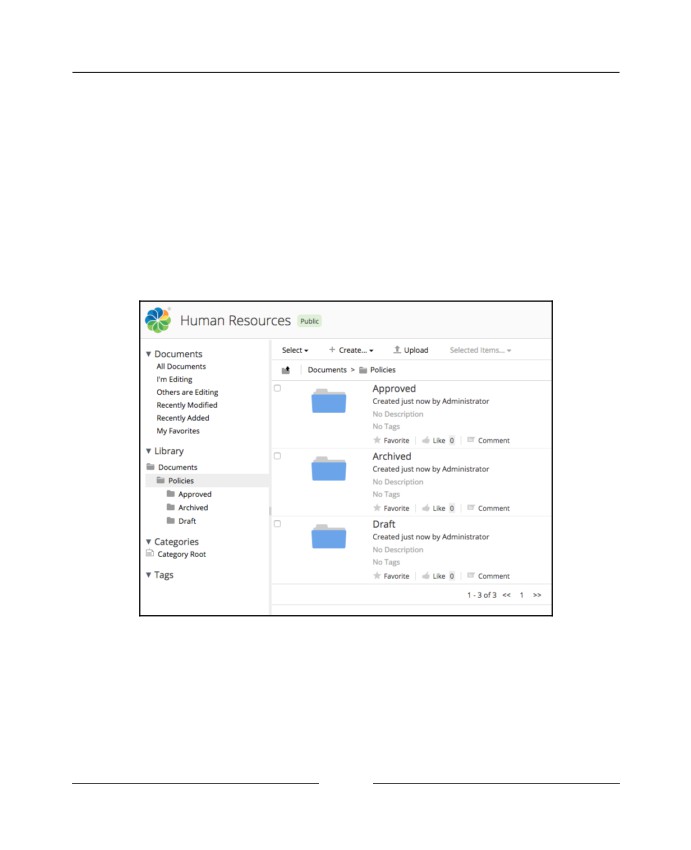 Human Resources Public
Documents
All Documents
I'm Editing
Others are Editing
Recently Modified
Recently Added
My Favorites
Library
Documents
Policies
Approved
Archived
Draft
Categories
Category Root
Tags
Select Create... Upload Selected Items...
Documents > Policies
Approved
Created just now by Administrator
No Description
No Tags
Favorite Like 0 Comment
Archived
Created just now by Administrator
No Description
No Tags
Favorite Like 0 Comment
Draft
Created just now by Administrator
No Description
No Tags
Favorite Like 0 Comment
1 - 3 of 3 << 1 >>